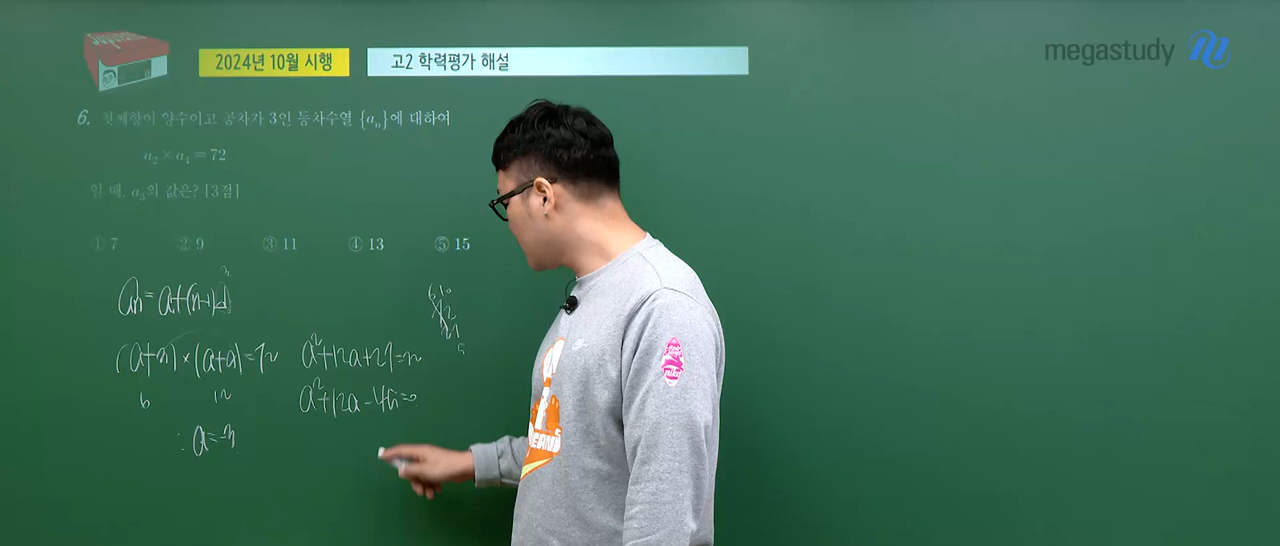 megastudy
2024년 10월 시행
고2 학력평가 해설
6. 첫째항이 양수이고 공차가 3인 등차수열 {aₙ}에 대하여
a₂×a₄=72
일 때, a₃의 값은? [3점]
① 7 ② 9 ③ 11 ④ 13 ⑤ 15
an=a+(n-1)d
(a+3)×(a+9)=72
6 12
∴a=3
a²+12a+27=72
a²+12a-45=0